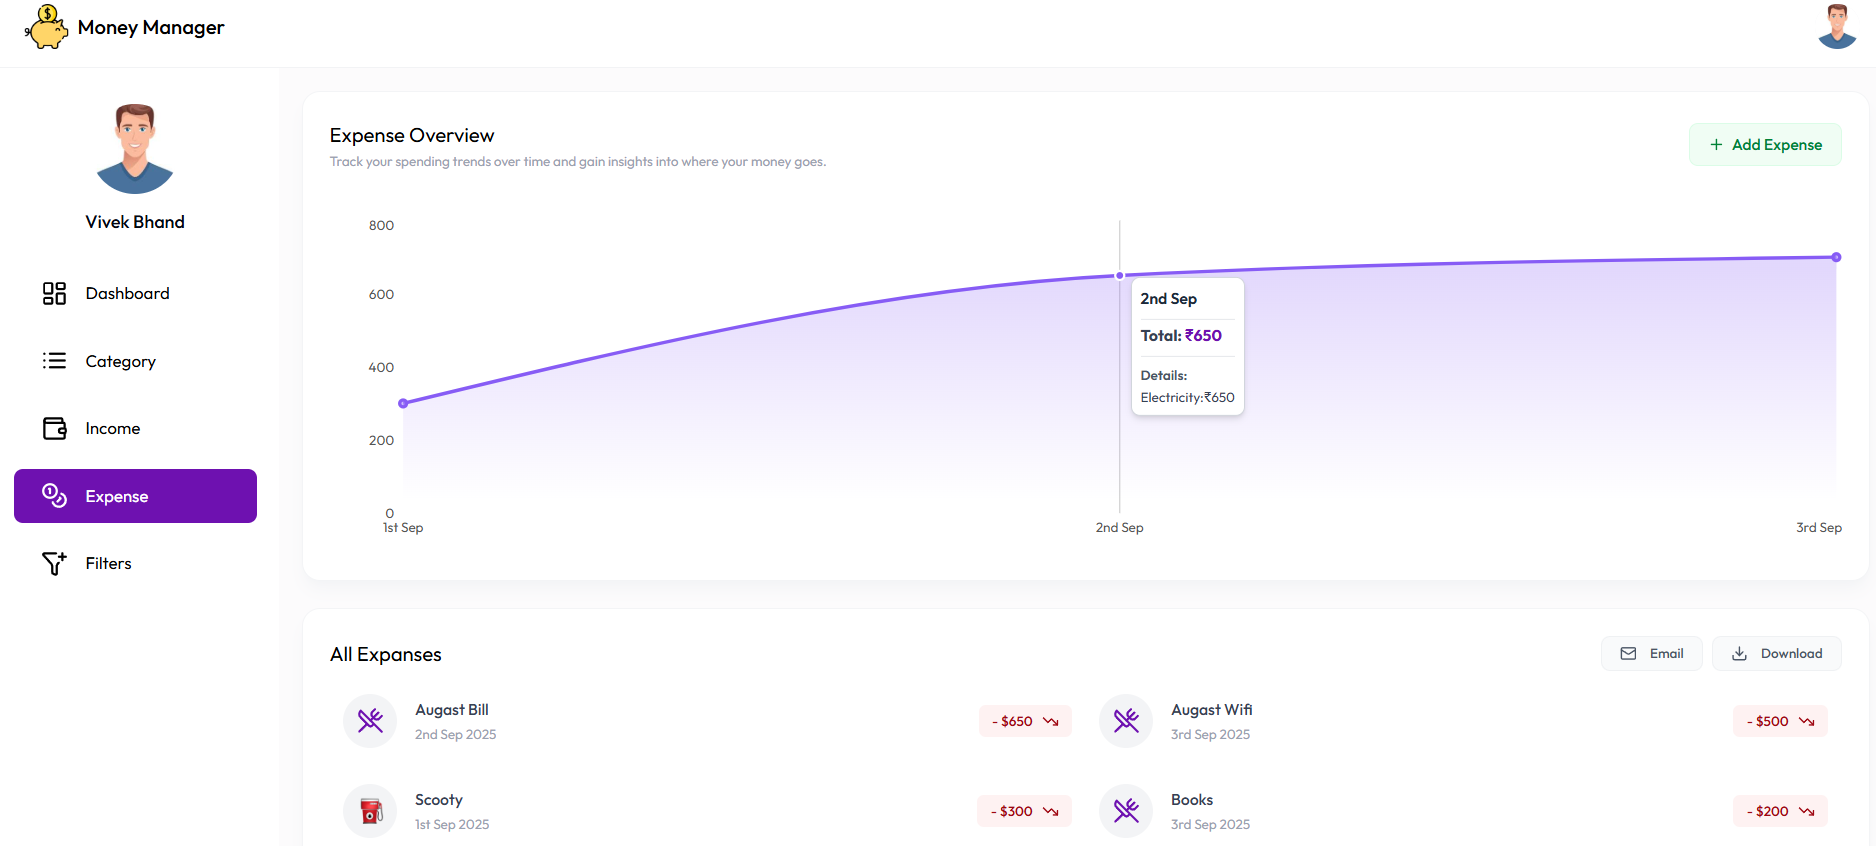 Money Manager
Vivek Bhand
Dashboard
Category
Income
Expense
Filters
Expense Overview
Track your spending trends over time and gain insights into where your money goes.
+ Add Expense
800
600
400
200
0
1st Sep
2nd Sep
3rd Sep
2nd Sep
Total: ₹650
Details:
Electricity:₹650
All Expanses
Email
Download
Augast Bill
2nd Sep 2025
- $650
Augast Wifi
3rd Sep 2025
- $500
Scooty
1st Sep 2025
- $300
Books
3rd Sep 2025
- $200